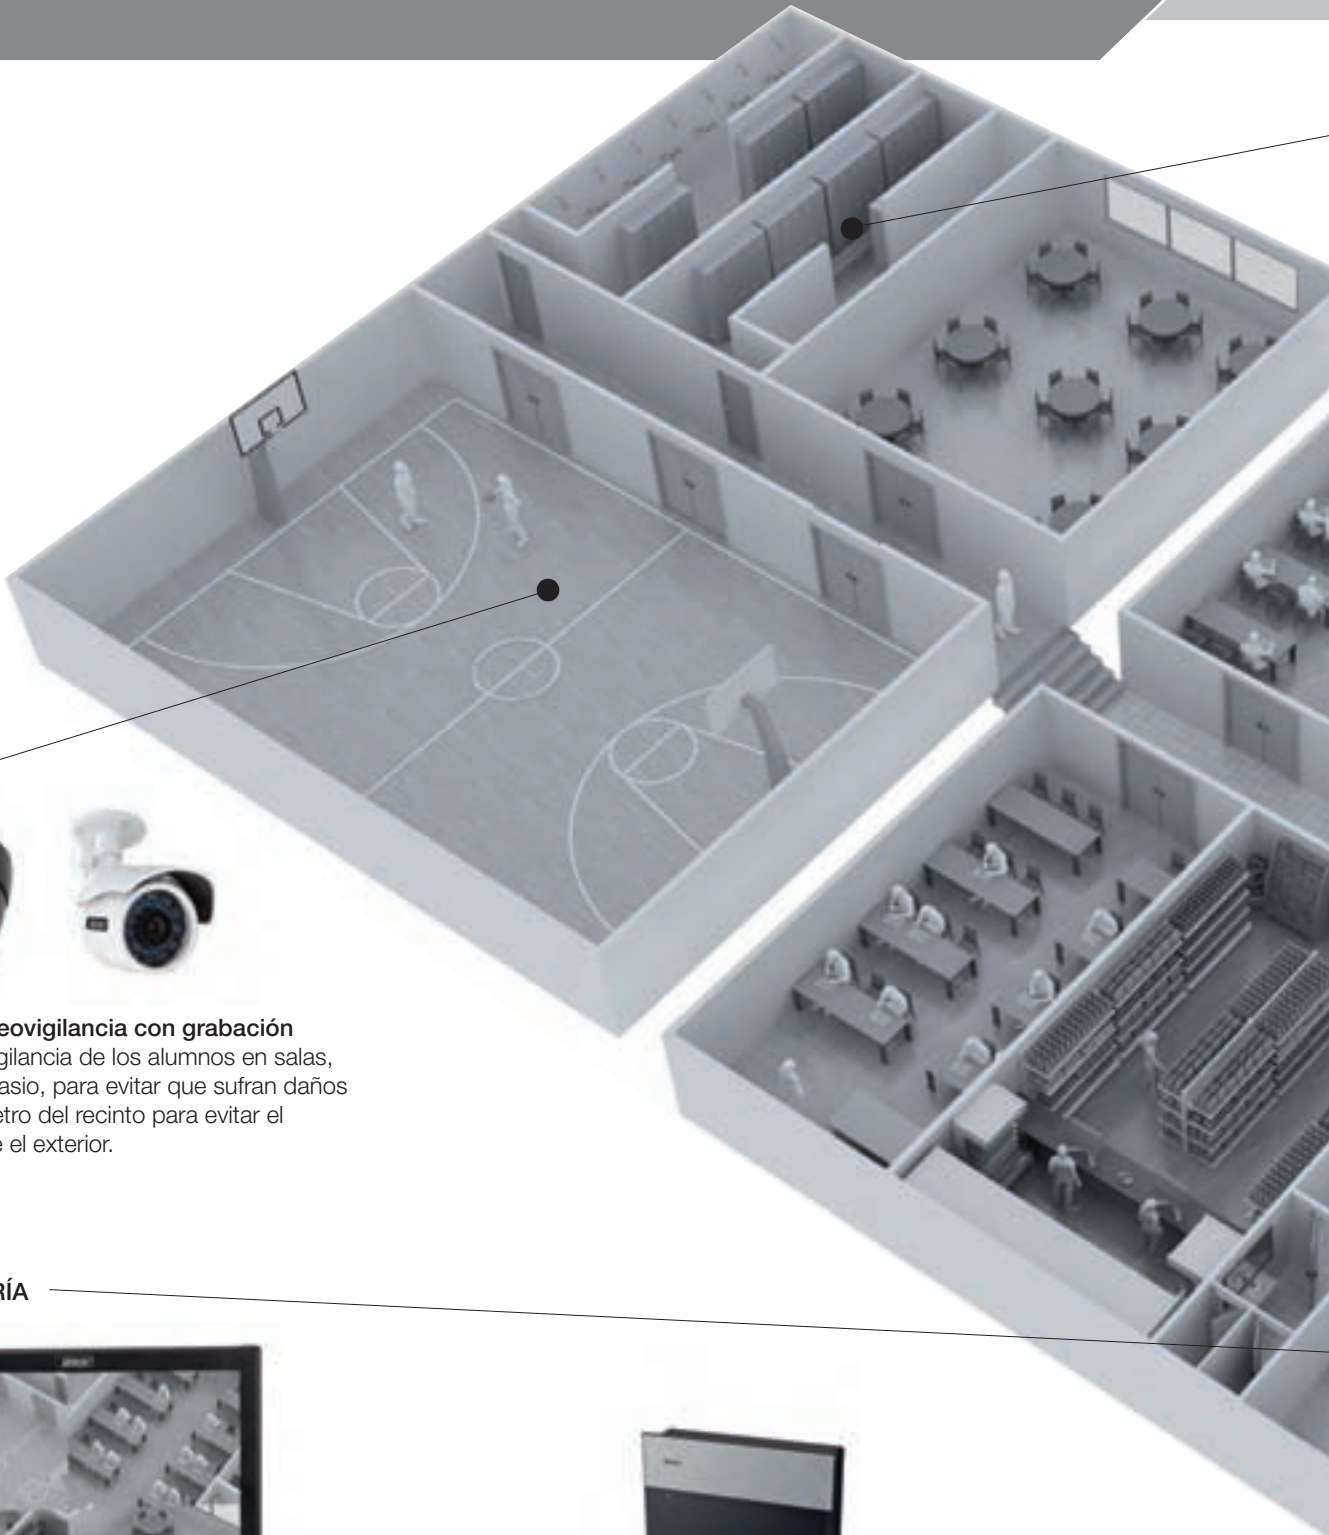 eovigilancia con grabación
gilancia de los alumnos en salas,
asio, para evitar que sufran daños
etro del recinto para evitar el
e el exterior.
RÍA